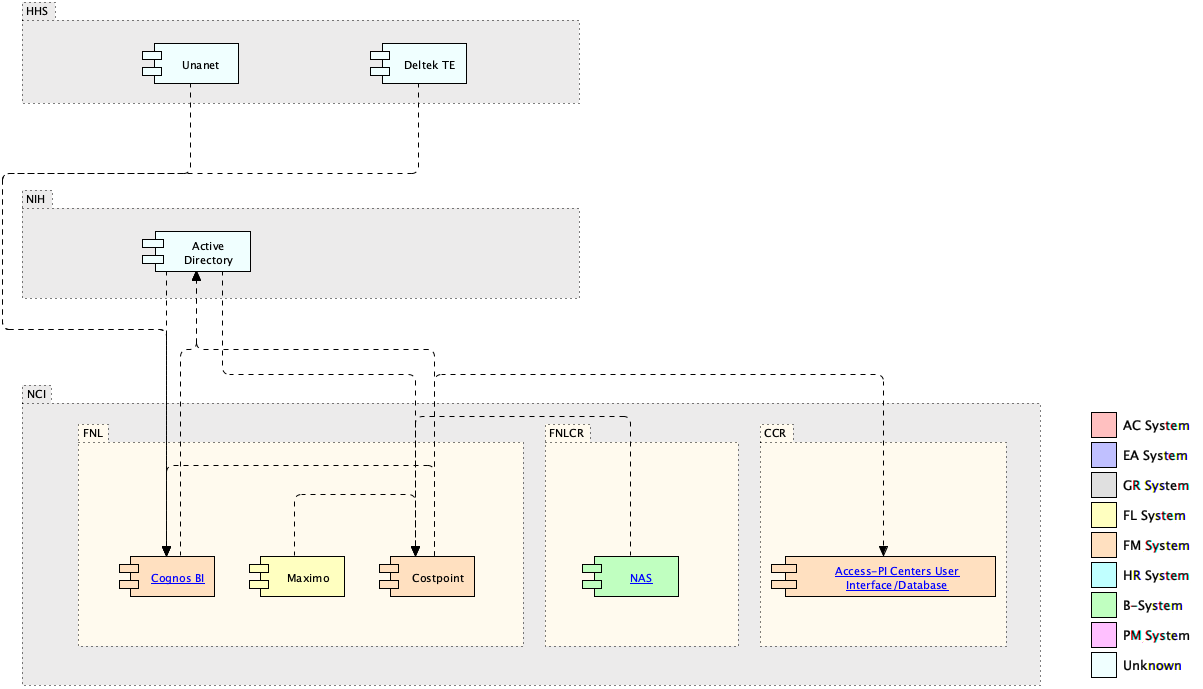 HHS
Unanet
Deltek TE
NIH
Active
Directory
NCI
FNL
FNLCR
CCR
Cognos BI
Maximo
Costpoint
NAS
Access-PI Centers User
Interface/Database
AC System
EA System
GR System
FL System
FM System
HR System
B-System
PM System
Unknown